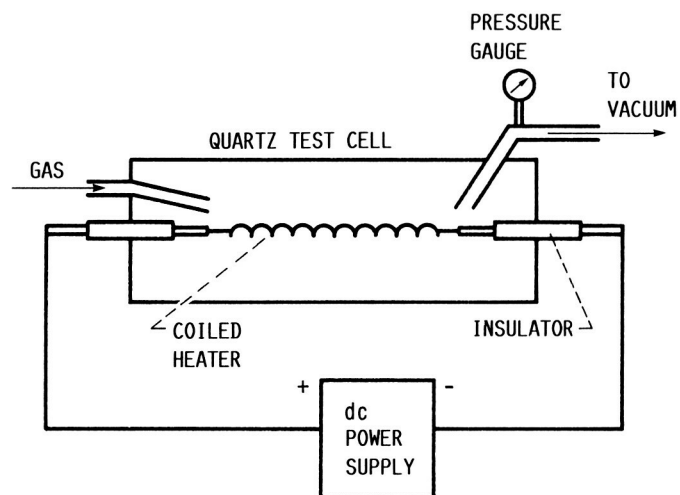 PRESSURE
GAUGE
TO
VACUUM
QUARTZ TEST CELL
GAS
COILED
HEATER
INSULATOR
+
-
dc
POWER
SUPPLY